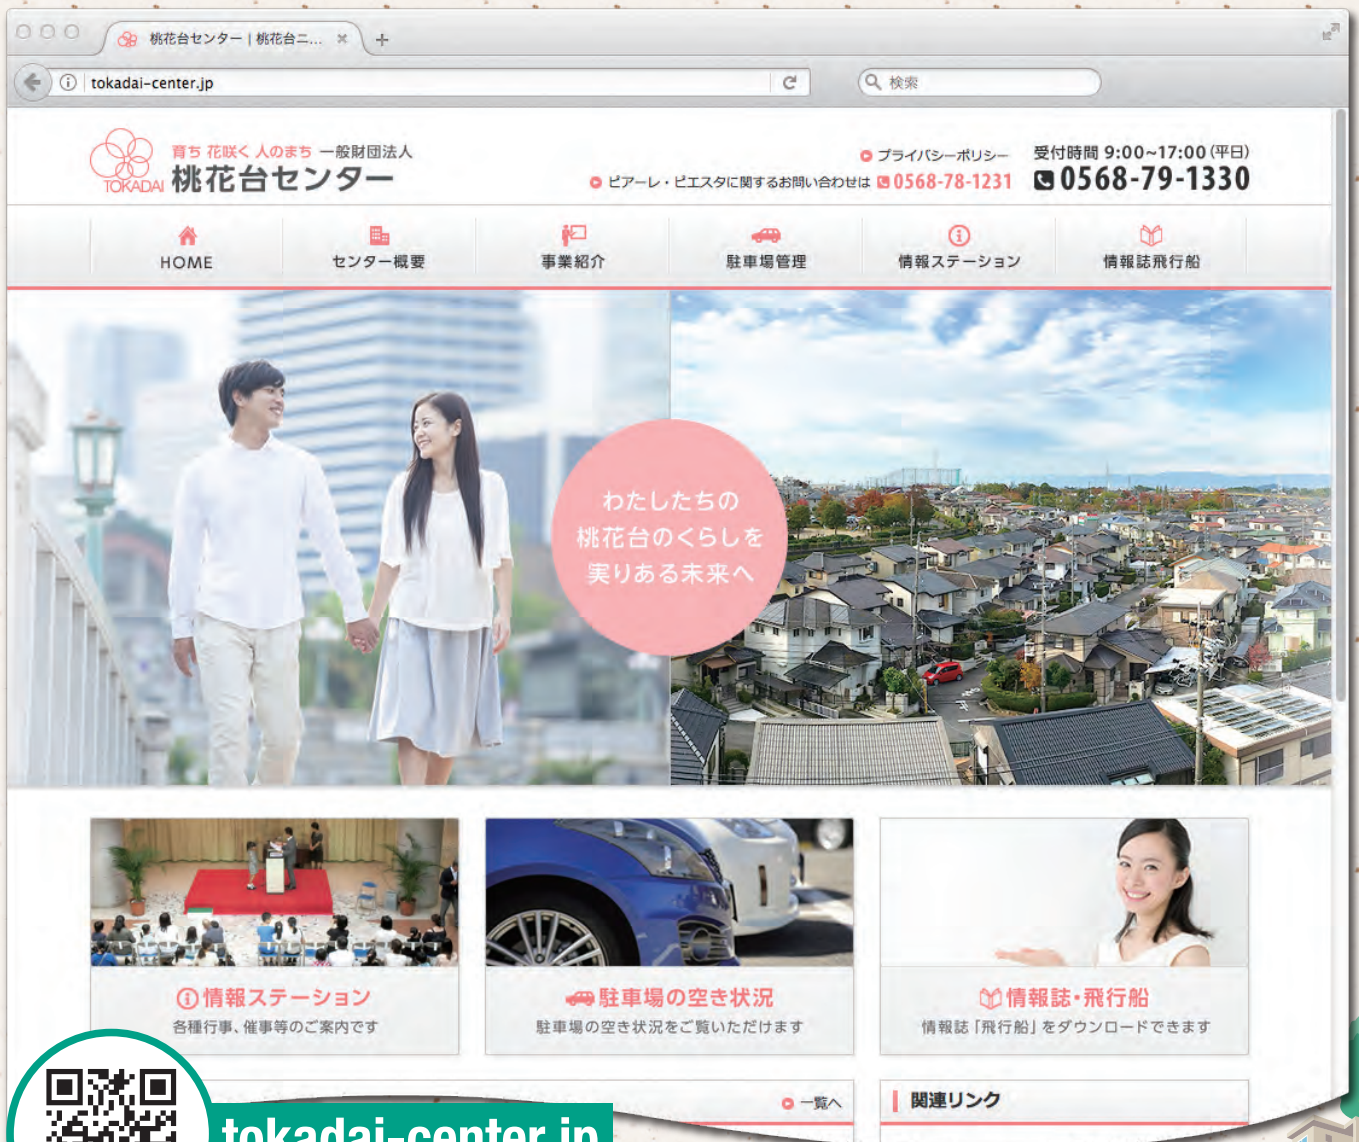 桃花台センター | 桃花台ニ...
tokadai-center.jp
検索
TOKADAI
育ち 花咲く 人のまち 一般財団法人
桃花台センター
プライバシーポリシー
受付時間 9:00~17:00 (平日)
ピアーレ・ピエスタに関するお問い合わせは 0568-78-1231
0568-79-1330
HOME
センター概要
事業紹介
駐車場管理
情報ステーション
情報誌飛行船
わたしたちの
桃花台のくらしを
実りある未来へ
情報ステーション
各種行事、催事等のご案内です
駐車場の空き状況
駐車場の空き状況をご覧いただけます
情報誌・飛行船
情報誌「飛行船」をダウンロードできます
一覧へ
関連リンク
tokadai-center.jp